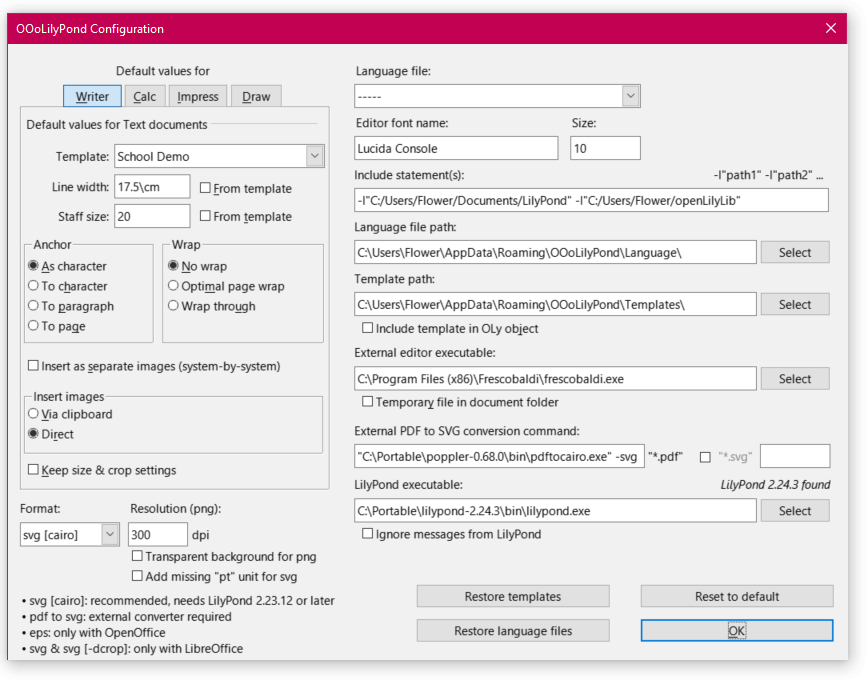 OOoLilyPond Configuration
Default values for
Writer Calc Impress Draw
Default values for Text documents
Template: School Demo
Line width: 17.5\cm From template
Staff size: 20 From template
Anchor
As character
To character
To paragraph
To page
Wrap
No wrap
Optimal page wrap
Wrap through
Insert as separate images (system-by-system)
Insert images
Via clipboard
Direct
Keep size & crop settings
Format: Resolution (png):
svg [cairo] 300 dpi
Transparent background for png
Add missing "pt" unit for svg
• svg [cairo]: recommended, needs LilyPond 2.23.12 or later
• pdf to svg: external converter required
• eps: only with OpenOffice
• svg & svg [-dcrop]: only with LibreOffice
Language file:
-----
Editor font name: Size:
Lucida Console 10
Include statement(s): -I"path1" -I"path2" ...
-I"C:/Users/Flower/Documents/LilyPond" -I"C:/Users/Flower/openLilyLib"
Language file path:
C:\Users\Flower\AppData\Roaming\OOoLilyPond\Language\ Select
Template path:
C:\Users\Flower\AppData\Roaming\OOoLilyPond\Templates\ Select
Include template in OLy object
External editor executable:
C:\Program Files (x86)\Frescobaldi\frescobaldi.exe Select
Temporary file in document folder
External PDF to SVG conversion command:
"C:\Portable\poppler-0.68.0\bin\pdftocairo.exe" -svg "*.pdf" "*.svg"
LilyPond executable: LilyPond 2.24.3 found
C:\Portable\lilypond-2.24.3\bin\lilypond.exe Select
Ignore messages from LilyPond
Restore templates Reset to default
Restore language files OK